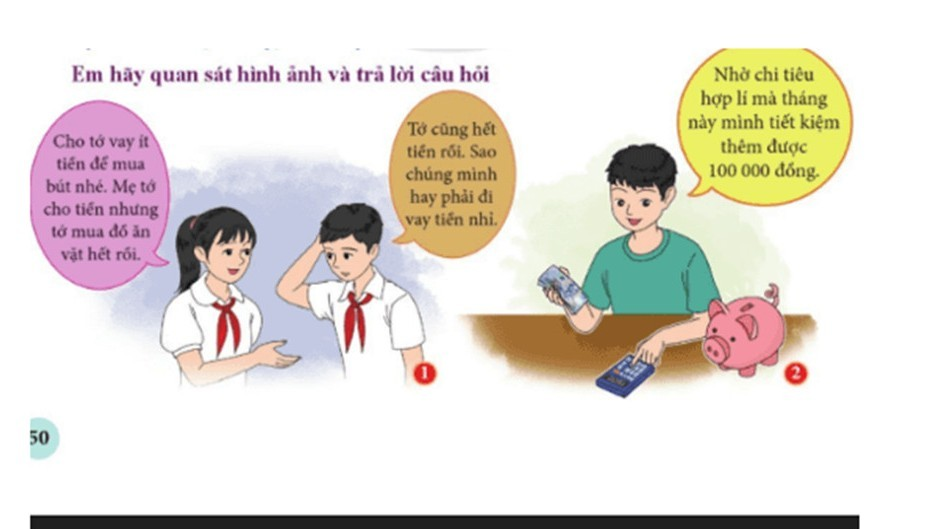 Em hãy quan sát hình ảnh và trả lời câu hỏi
Cho tớ vay ít
tiền để mua
bút nhé. Mẹ tớ
cho tiền nhưng
tớ mua đồ ăn
vặt hết rồi.
Tớ cũng hết
tiền rồi. Sao
chúng mình
hay phải đi
vay tiền nhỉ.
1
Nhờ chi tiêu
hợp lí mà tháng
này mình tiết kiệm
thêm được
100 000 đồng.
2
50